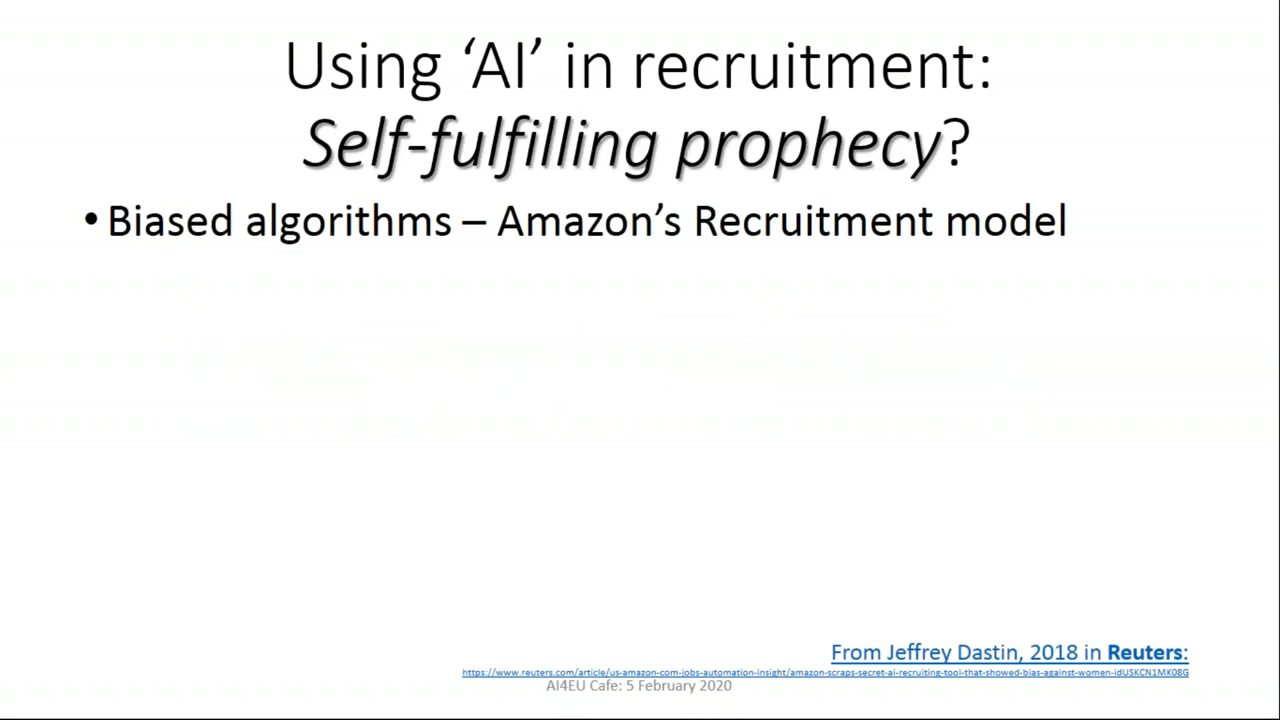 Using ‘AI’ in recruitment:
Self-fulfilling prophecy?
• Biased algorithms – Amazon’s Recruitment model
From Jeffrey Dastin, 2018 in Reuters:
https://www.reuters.com/article/us-amazon-com-jobs-automation-insight/amazon-scraps-secret-ai-recruiting-tool-that-showed-bias-against-women-idUSKCN1MK08G
AI4EU Cafe: 5 February 2020